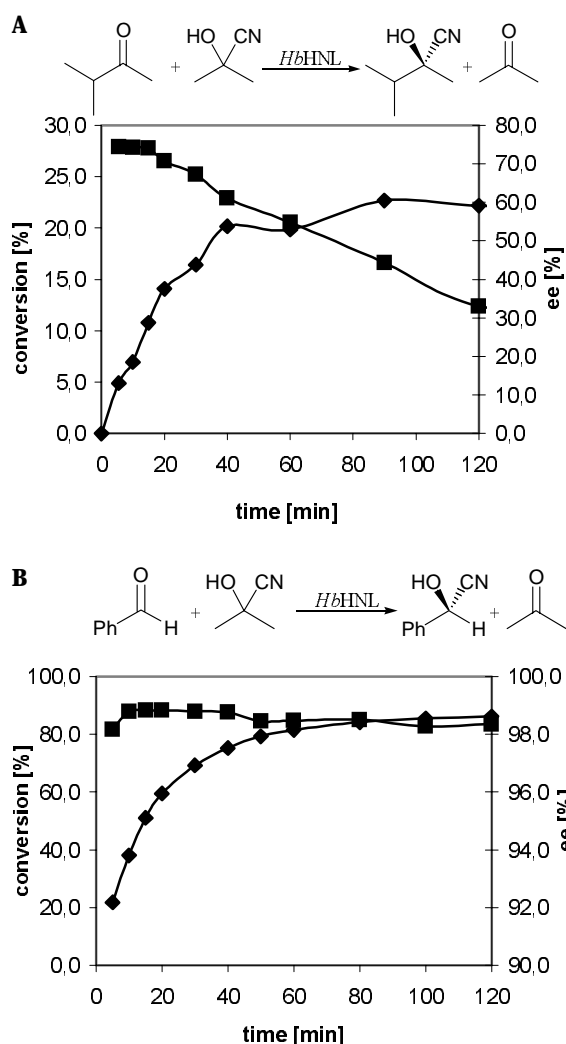 A
O
HO CN
+
HbHNL
HO CN
+
O
30,0
25,0
20,0
15,0
10,0
5,0
0,0
conversion [%]
80,0
70,0
60,0
50,0
40,0
30,0
20,0
10,0
0,0
ee [%]
0 20 40 60 80 100 120
time [min]
B
O
Ph H
+
HO CN
HbHNL
HO CN
Ph H
+
O
100,0
80,0
60,0
40,0
20,0
0,0
conversion [%]
100,0
98,0
96,0
94,0
92,0
90,0
ee [%]
0 20 40 60 80 100 120
time [min]